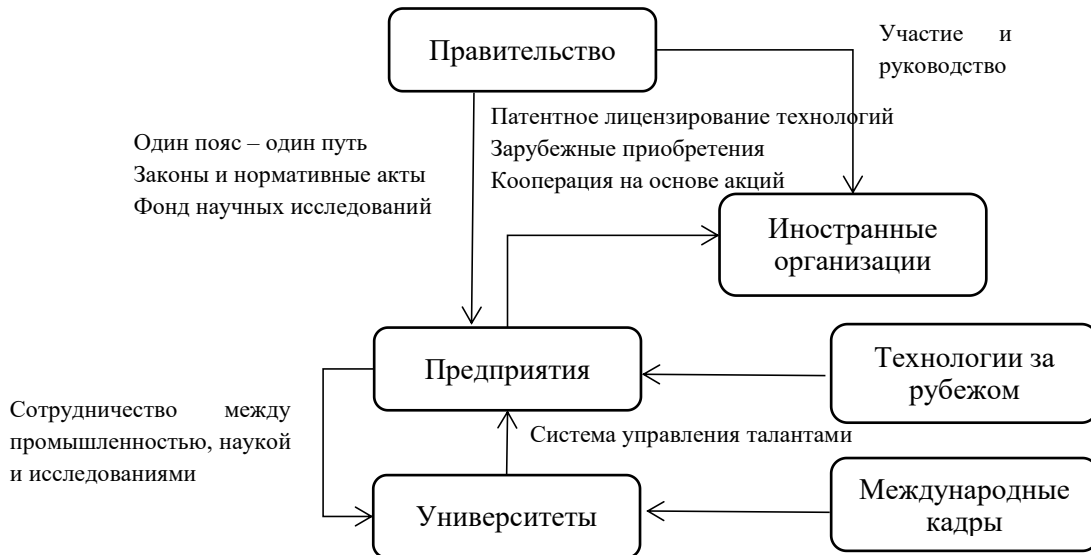 Правительство
Участие и
руководство
Один пояс – один путь
Законы и нормативные акты
Фонд научных исследований
Патентное лицензирование технологий
Зарубежные приобретения
Кооперация на основе акций
Иностранные
организации
Предприятия
Технологии за
рубежом
Сотрудничество между
промышленностью, наукой
и исследованиями
Система управления талантами
Университеты
Международные
кадры